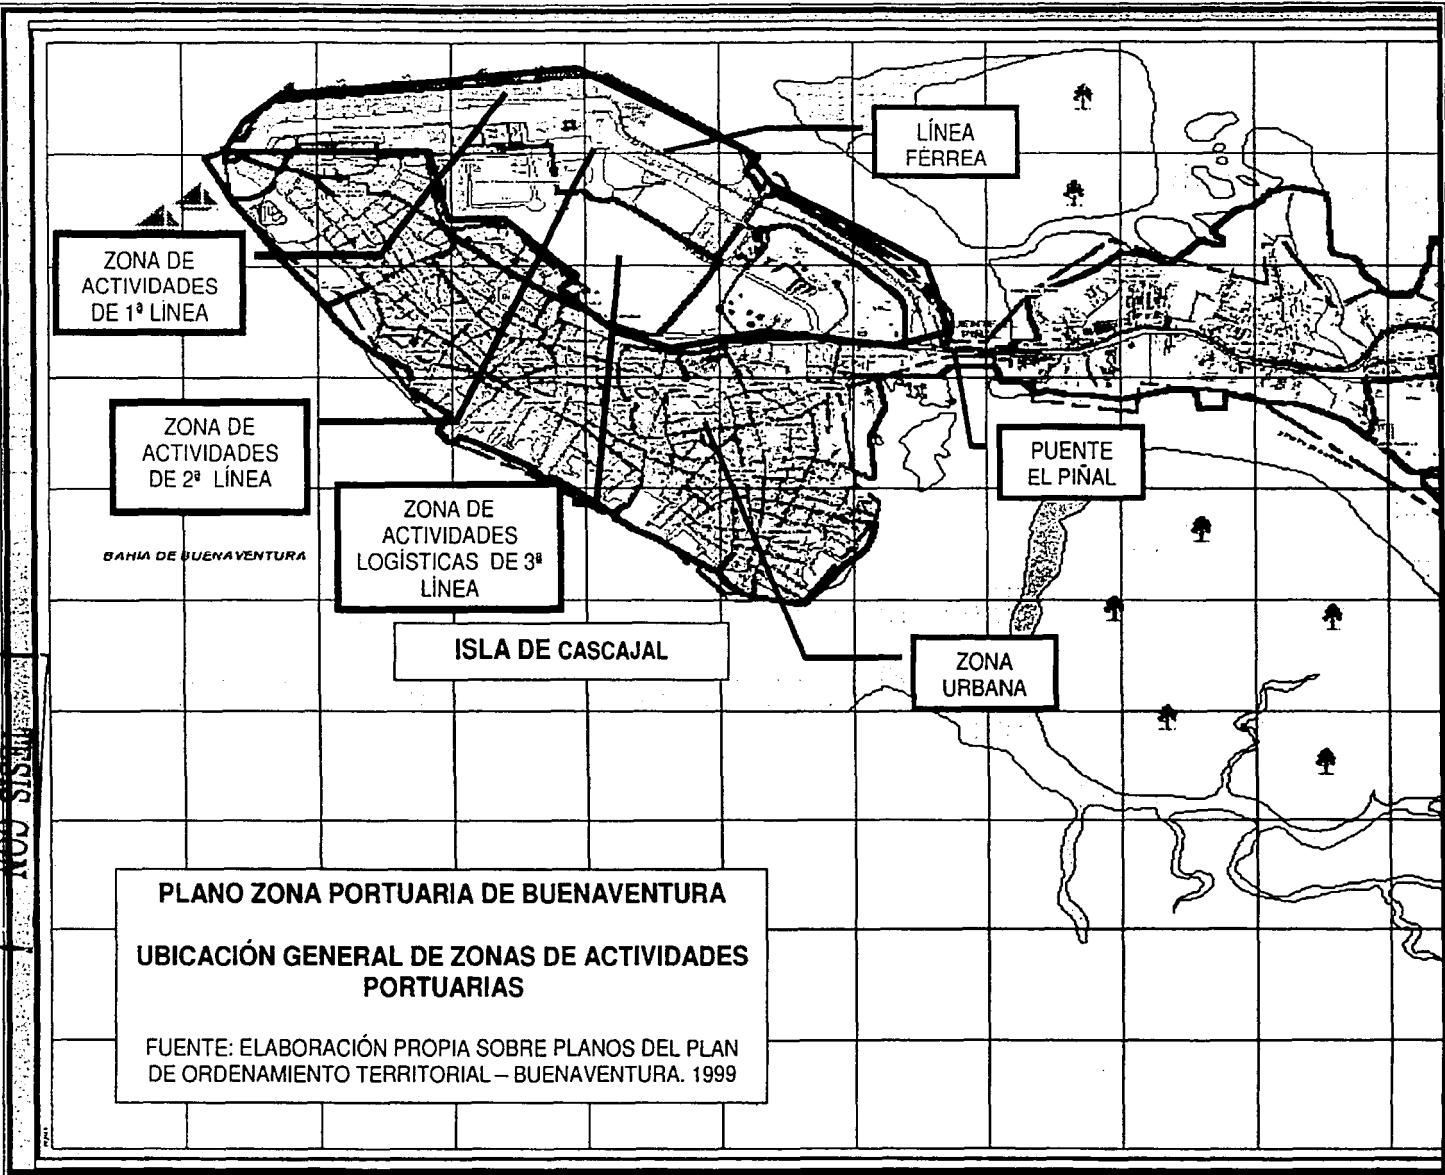 LÍNEA
FÉRREA
ZONA DE
ACTIVIDADES
DE 1ª LÍNEA
ZONA DE
ACTIVIDADES
DE 2ª LÍNEA
PUENTE
EL PIÑAL
ZONA DE
ACTIVIDADES
LOGÍSTICAS DE 3ª
LÍNEA
BAHIA DE BUENAVENTURA
ISLA DE CASCAJAL
ZONA
URBANA
PLANO ZONA PORTUARIA DE BUENAVENTURA
UBICACIÓN GENERAL DE ZONAS DE ACTIVIDADES
PORTUARIAS
FUENTE: ELABORACIÓN PROPIA SOBRE PLANOS DEL PLAN
DE ORDENAMIENTO TERRITORIAL – BUENAVENTURA. 1999